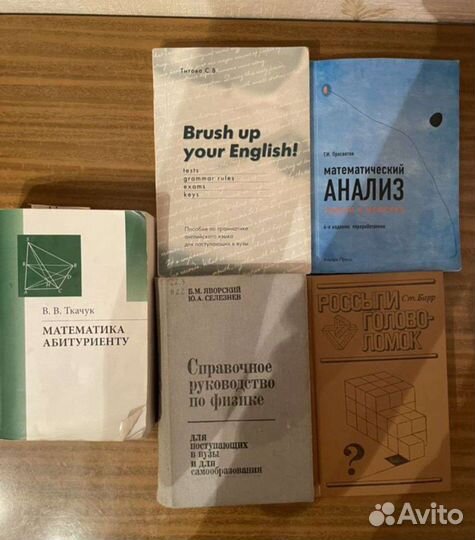 Титова С.В.
Brush up
your English!
tests
grammar rules
exams
keys
Пособие по грамматике
английского языка
для поступающих в вузы
Г.И. Просветов
математический
АНАЛИЗ
4-е издание, переработанное
В. В. Ткачук
МАТЕМАТИКА
АБИТУРИЕНТУ
Б.М. ЯВОРСКИЙ
Ю.А. СЕЛЕЗНЕВ
Справочное
руководство
по физике
для
поступающих
в вузы
и для
самообразования
РОССЫПИ
Ст. Барр
ГОЛОВО-
ЛОМОК
?
Avito